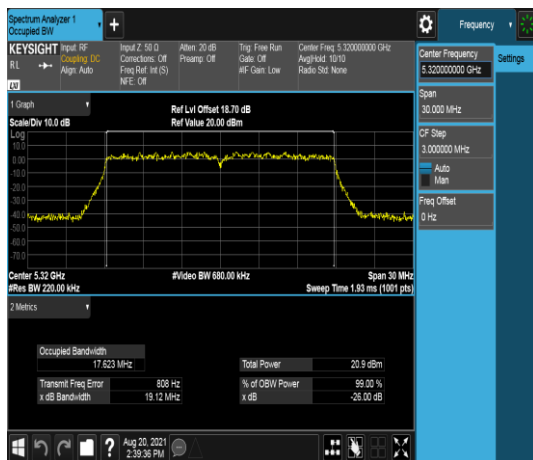 Spectrum Analyzer 1
Occupied BW
+
Frequency
KEYSIGHT
RL
LXI
Input: RF
Coupling: DC
Align: Auto
Input Z: 50 Ω
Corrections: Off
Freq Ref: Int (S)
NFE: Off
Atten: 20 dB
Preamp: Off
Trig: Free Run
Gate: Off
#IF Gain: Low
Center Freq: 5.320000000 GHz
Avg|Hold: 10/10
Radio Std: None
Center Frequency
5.320000000 GHz
Settings
Span
30.000 MHz
CF Step
3.000000 MHz
Auto
Man
Freq Offset
0 Hz
1 Graph
Scale/Div 10.0 dB
Ref Lvl Offset 18.70 dB
Ref Value 20.00 dBm
Log
10.0
0.00
-10.0
-20.0
-30.0
-40.0
-50.0
-60.0
-70.0
Center 5.32 GHz
#Video BW 680.00 kHz
Span 30 MHz
#Res BW 220.00 kHz
Sweep Time 1.93 ms (1001 pts)
2 Metrics
Occupied Bandwidth
17.623 MHz
Total Power 20.9 dBm
Transmit Freq Error 808 Hz
% of OBW Power 99.00 %
x dB Bandwidth 19.12 MHz
x dB -26.00 dB
?
Aug 20, 2021
2:39:36 PM